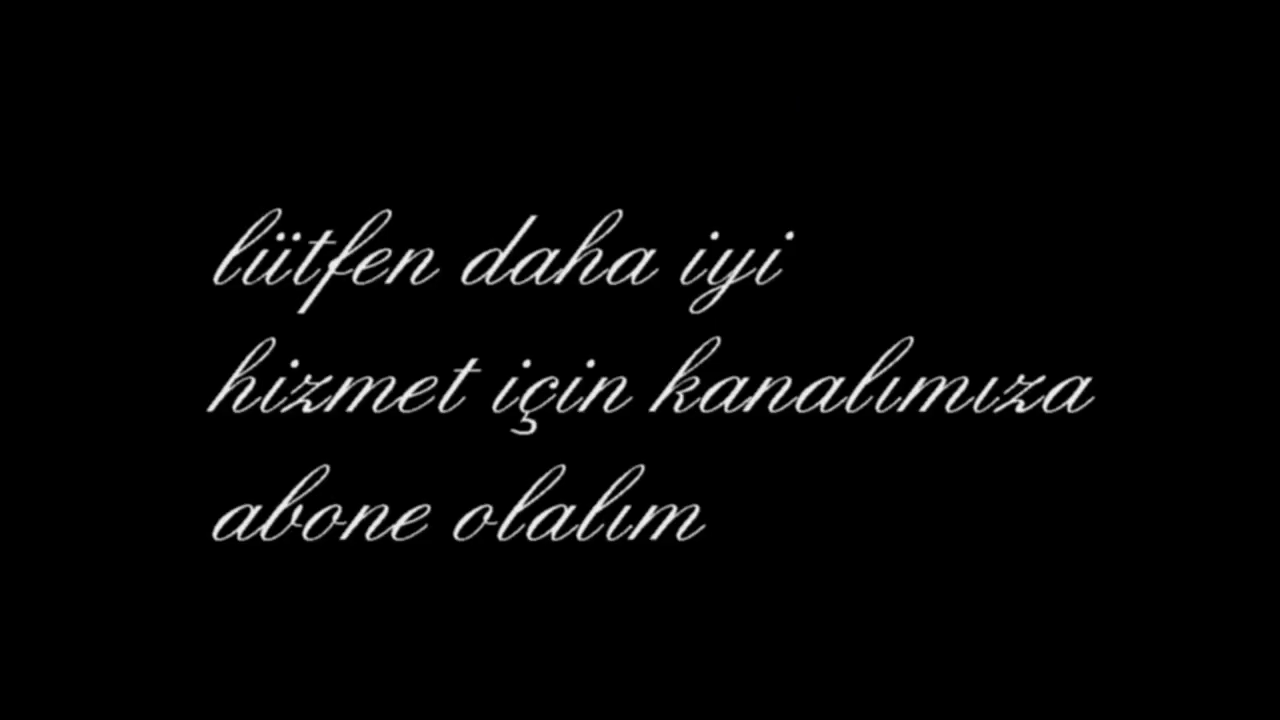 lütfen daha iyi
hizmet için kanalımıza
abone olalım